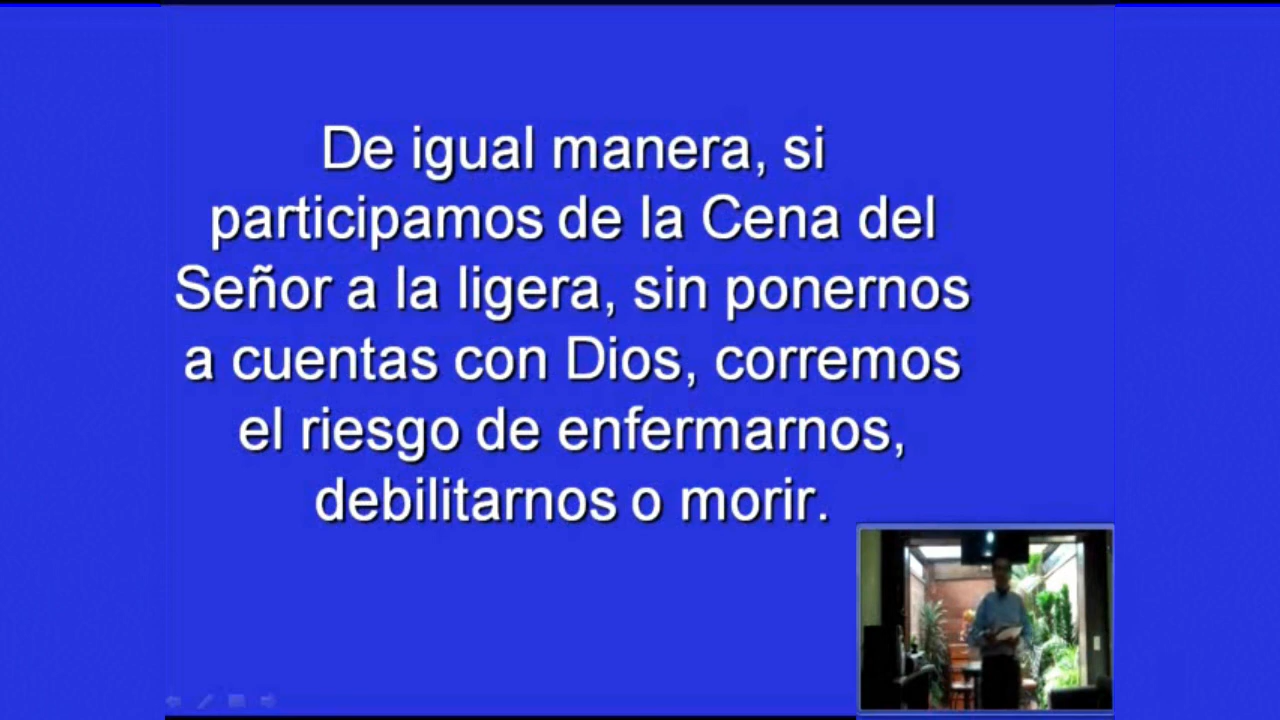 De igual manera, si
participamos de la Cena del
Señor a la ligera, sin ponernos
a cuentas con Dios, corremos
el riesgo de enfermarnos,
debilitarnos o morir.